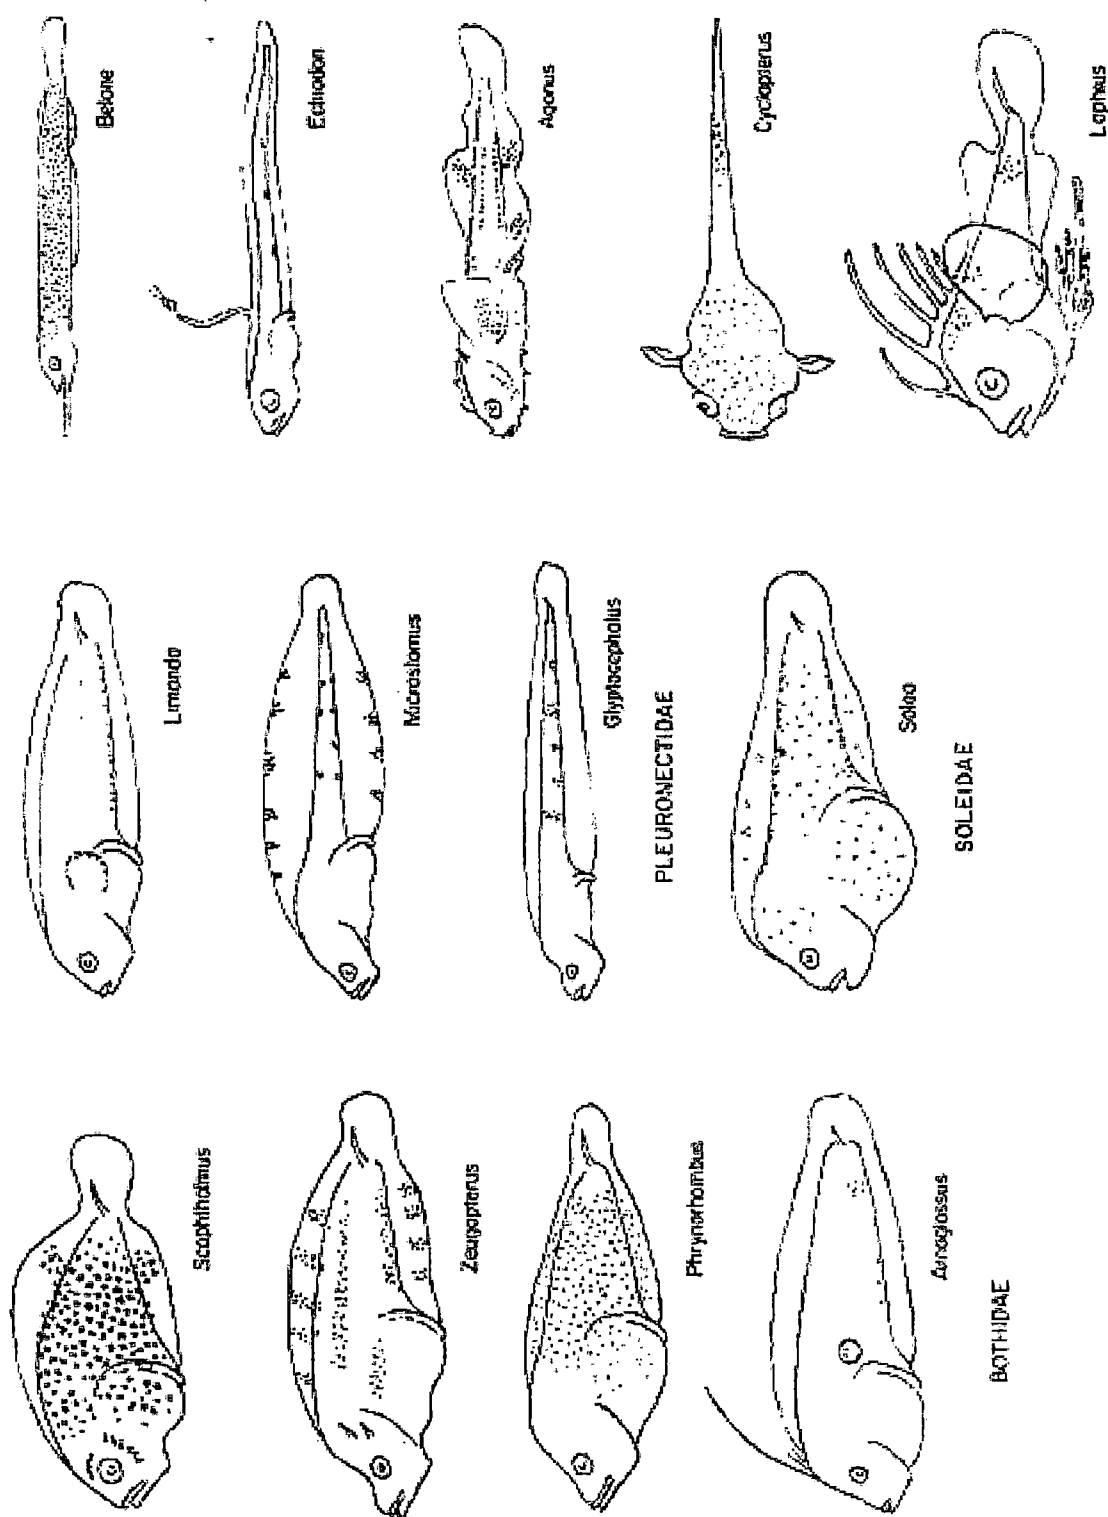 Scophthalmus
Zeugopterus
Phrynorhombus
Arnoglossus
BOTHIDAE
Limanda
Microstomus
Glyptocephalus
PLEURONECTIDAE
Solea
SOLEIDAE
Belone
Echiodon
Agonus
Cyclopterus
Lophius